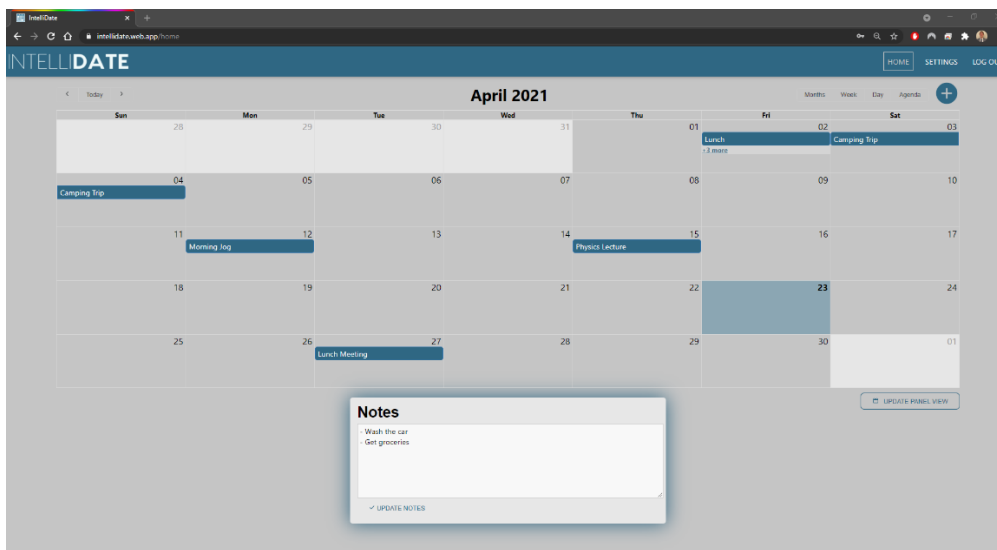 IntelliDate
intellidate.web.app/home
INTELLIDATE
HOME SETTINGS LOG OU
Today
April 2021
Months Week Day Agenda
Sun Mon Tue Wed Thu Fri Sat
28 29 30 31 01 02 03
Lunch Camping Trip
+3 more
04 05 06 07 08 09 10
Camping Trip
11 12 13 14 15 16 17
Morning Jog Physics Lecture
18 19 20 21 22 23 24
25 26 27 28 29 30 01
Lunch Meeting
UPDATE PANEL VIEW
Notes
- Wash the car
- Get groceries
UPDATE NOTES